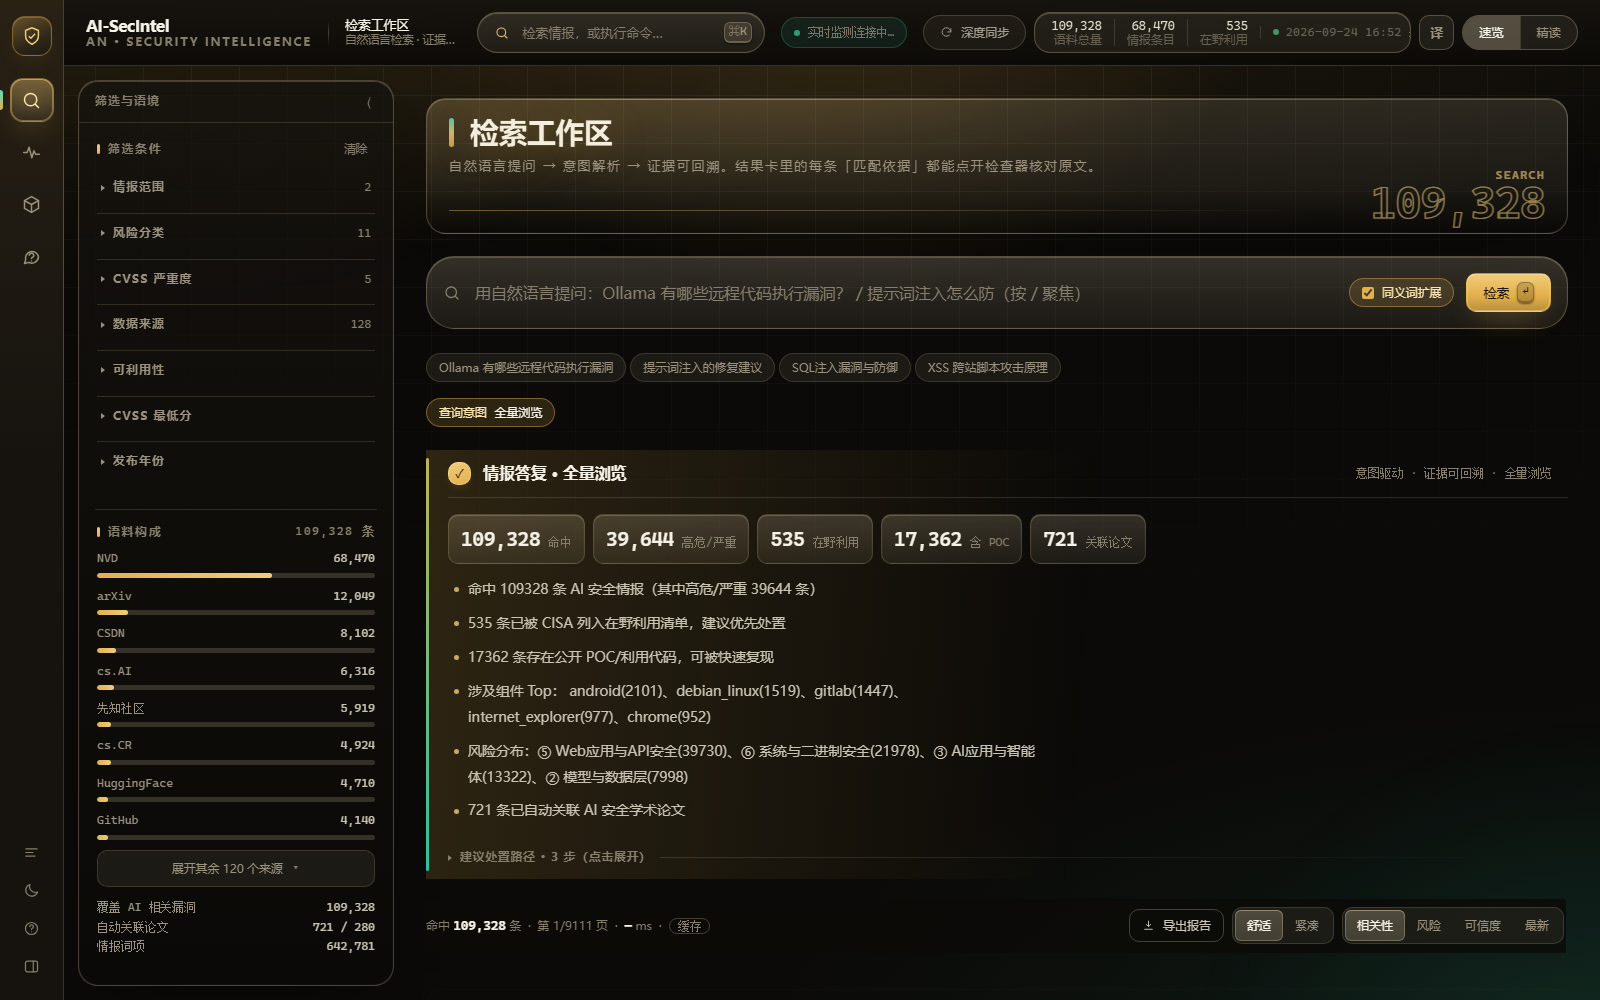 AI-SecIntel
AN • SECURITY INTELLIGENCE
检索工作区
自然语言检索 · 证据...
检索情报，或执行命令...
⌘K
实时监测连接中...
深度同步
109,328
语料总量
68,470
情报条目
535
在野利用
2026-09-24 16:52
译
速览
精读
筛选与语境
筛选条件
清除
情报范围
2
风险分类
11
CVSS 严重度
5
数据来源
128
可利用性
CVSS 最低分
发布年份
语料构成
109,328 条
NVD
68,470
arXiv
12,049
CSDN
8,102
cs.AI
6,316
先知社区
5,919
cs.CR
4,924
HuggingFace
4,710
GitHub
4,140
展开其余 120 个来源
覆盖 AI 相关漏洞
109,328
自动关联论文
721 / 280
情报词项
642,781
检索工作区
自然语言提问 → 意图解析 → 证据可回溯。结果卡里的每条「匹配依据」都能点开检查器核对原文。
SEARCH
109,328
用自然语言提问：Ollama 有哪些远程代码执行漏洞？ / 提示词注入怎么防（按 / 聚焦）
同义词扩展
检索
Ollama 有哪些远程代码执行漏洞
提示词注入的修复建议
SQL注入漏洞与防御
XSS 跨站脚本攻击原理
查询意图 全量浏览
情报答复 • 全量浏览
意图驱动 · 证据可回溯 · 全量浏览
109,328 命中
39,644 高危/严重
535 在野利用
17,362 含 POC
721 关联论文
命中 109328 条 AI 安全情报（其中高危/严重 39644 条）
535 条已被 CISA 列入在野利用清单，建议优先处置
17362 条存在公开 POC/利用代码，可被快速复现
涉及组件 Top： android(2101)、debian_linux(1519)、gitlab(1447)、
internet_explorer(977)、chrome(952)
风险分布：⑤ Web应用与API安全(39730)、⑥ 系统与二进制安全(21978)、③ AI应用与智能
体(13322)、② 模型与数据层(7998)
721 条已自动关联 AI 安全学术论文
建议处置路径 • 3 步（点击展开）
命中 109,328 条 · 第 1/9111 页 · – ms · 缓存
导出报告
舒适
紧凑
相关性
风险
可信度
最新